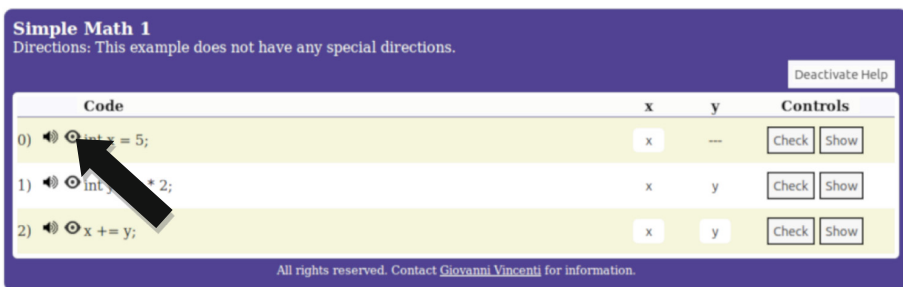 Simple Math 1
Directions: This example does not have any special directions.
Deactivate Help
Code x y Controls
0) int x = 5; x --- Check Show
1) int * 2; x y Check Show
2) x += y; x y Check Show
All rights reserved. Contact Giovanni Vincenti for information.